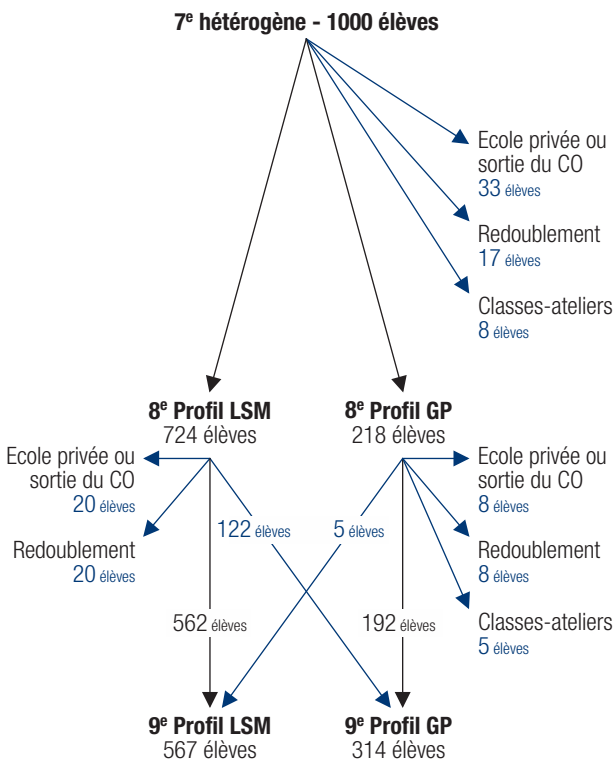 7e hétérogène - 1000 élèves
Ecole privée ou
sortie du CO
33 élèves
Redoublement
17 élèves
Classes-ateliers
8 élèves
8e Profil LSM
724 élèves
8e Profil GP
218 élèves
Ecole privée ou
sortie du CO
20 élèves
Redoublement
20 élèves
122 élèves
5 élèves
Ecole privée ou
sortie du CO
8 élèves
Redoublement
8 élèves
Classes-ateliers
5 élèves
562 élèves
192 élèves
9e Profil LSM
567 élèves
9e Profil GP
314 élèves